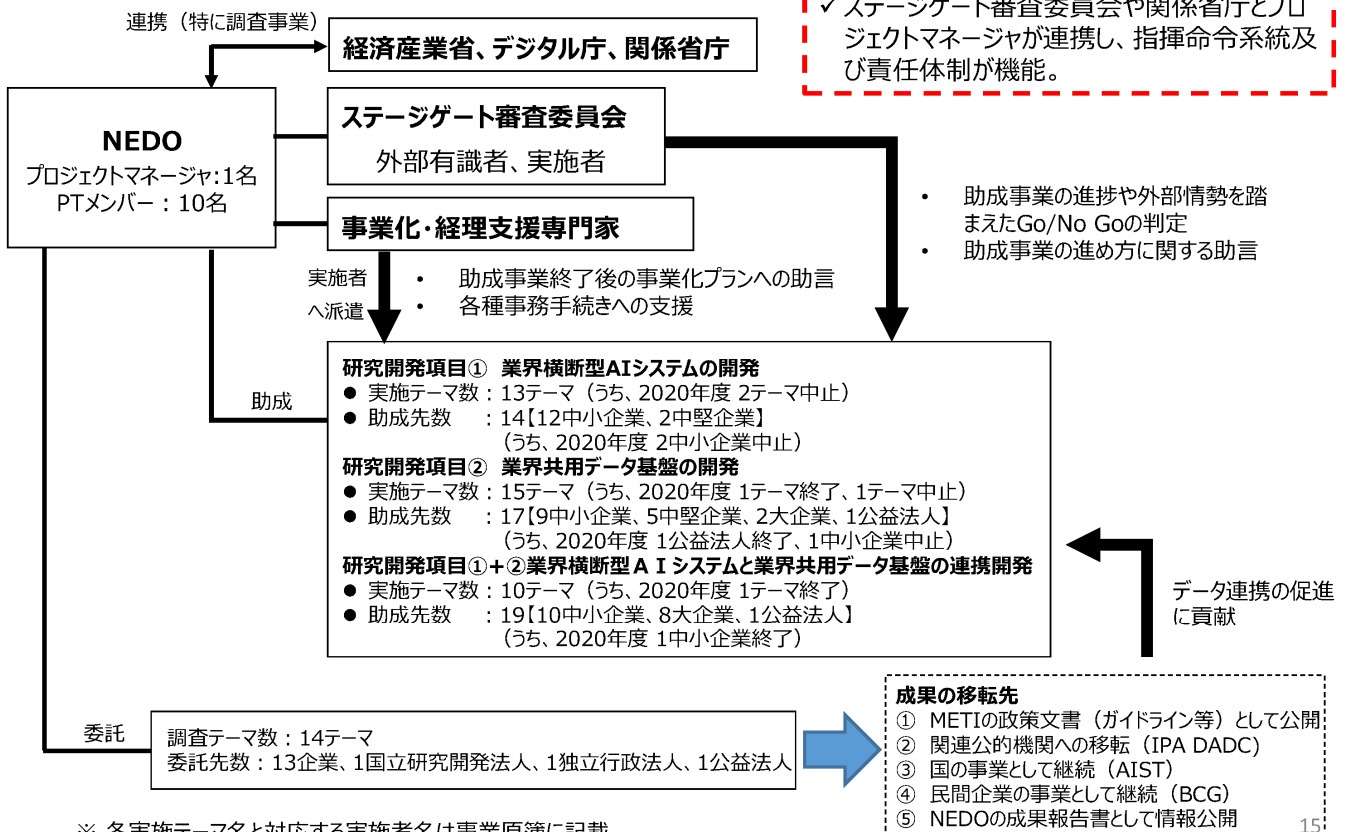 連携（特に調査事業）
経済産業省、デジタル庁、関係省庁
✓ステージゲート審査委員会や関係省庁とプロ
ジェクトマネージャが連携し、指揮命令系統及
び責任体制が機能。
NEDO
プロジェクトマネージャ:1名
PTメンバー：10名
ステージゲート審査委員会
外部有識者、実施者
事業化・経理支援専門家
• 助成事業の進捗や外部情勢を踏
まえたGo/No Goの判定
• 助成事業の進め方に関する助言
実施者
へ派遣
• 助成事業終了後の事業化プランへの助言
• 各種事務手続きへの支援
助成
研究開発項目① 業界横断型AIシステムの開発
● 実施テーマ数：13テーマ（うち、2020年度 2テーマ中止）
● 助成先数 ：14【12中小企業、2中堅企業】
（うち、2020年度 2中小企業中止）
研究開発項目② 業界共用データ基盤の開発
● 実施テーマ数：15テーマ（うち、2020年度 1テーマ終了、1テーマ中止）
● 助成先数 ：17【9中小企業、5中堅企業、2大企業、1公益法人】
（うち、2020年度 1公益法人終了、1中小企業中止）
研究開発項目①+②業界横断型ＡＩシステムと業界共用データ基盤の連携開発
● 実施テーマ数：10テーマ（うち、2020年度 1テーマ終了）
● 助成先数 ：19【10中小企業、8大企業、1公益法人】
（うち、2020年度 1中小企業終了）
データ連携の促進
に貢献
委託
調査テーマ数：14テーマ
委託先数：13企業、1国立研究開発法人、1独立行政法人、1公益法人
成果の移転先
① METIの政策文書（ガイドライン等）として公開
② 関連公的機関への移転（IPA DADC)
③ 国の事業として継続（AIST）
④ 民間企業の事業として継続（BCG）
⑤ NEDOの成果報告書として情報公開
※ 各実施テーマ名と対応する実施者名は事業原簿に記載
15